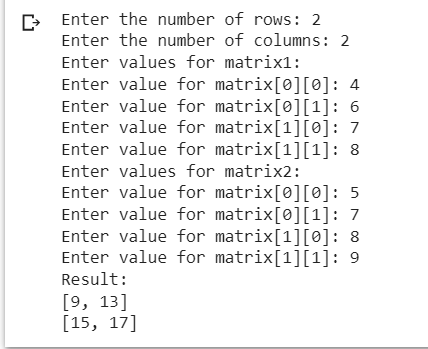 Enter the number of rows: 2
Enter the number of columns: 2
Enter values for matrix1:
Enter value for matrix[0][0]: 4
Enter value for matrix[0][1]: 6
Enter value for matrix[1][0]: 7
Enter value for matrix[1][1]: 8
Enter values for matrix2:
Enter value for matrix[0][0]: 5
Enter value for matrix[0][1]: 7
Enter value for matrix[1][0]: 8
Enter value for matrix[1][1]: 9
Result:
[9, 13]
[15, 17]